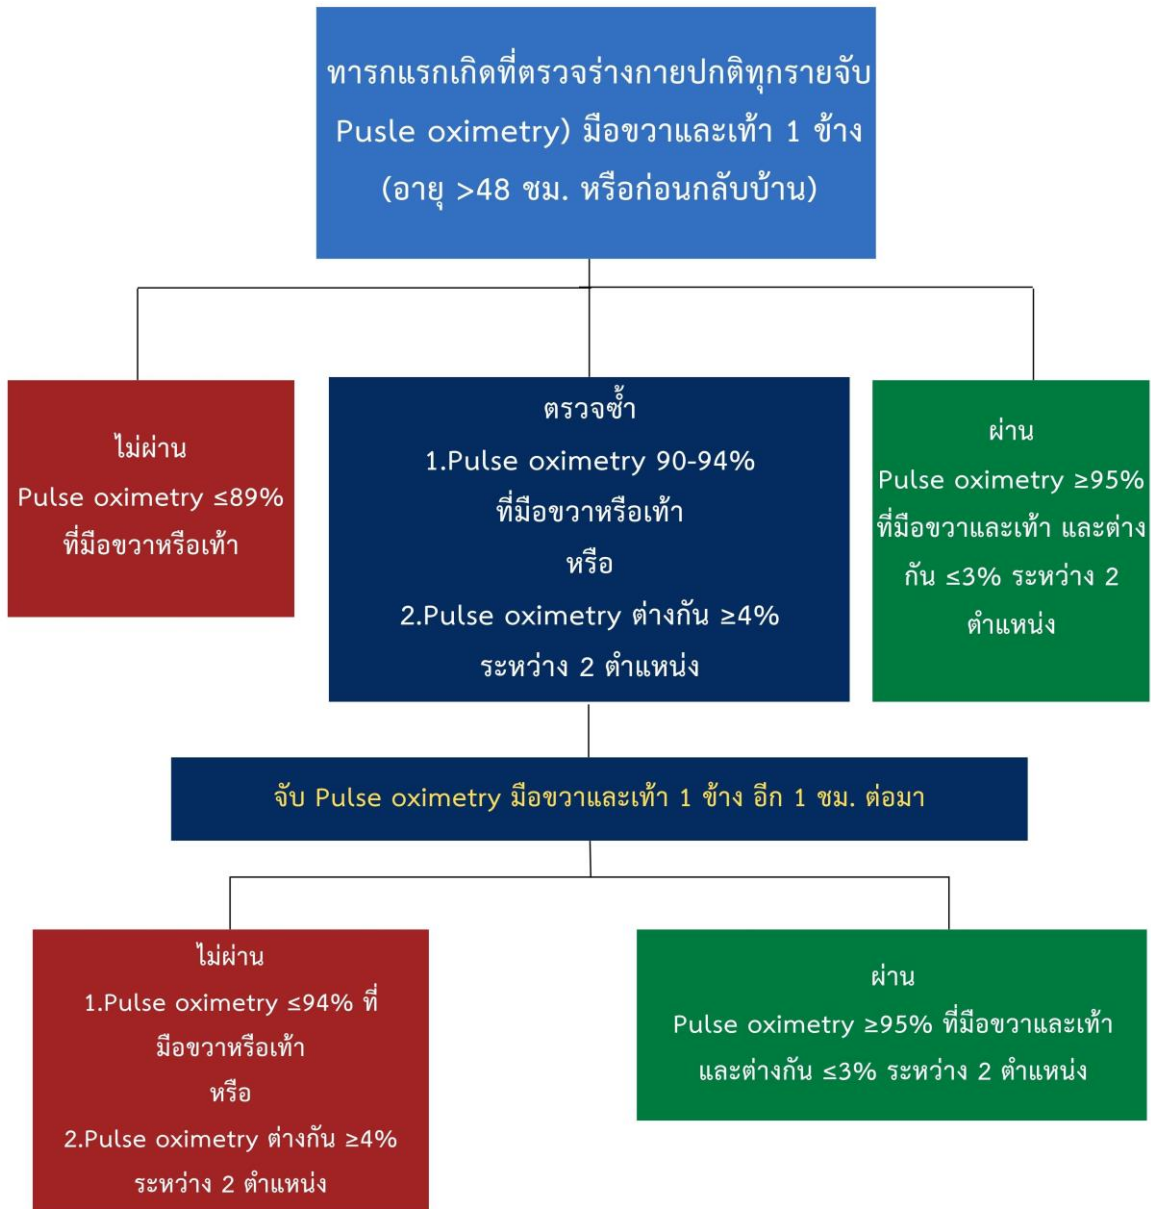 ทารกแรกเกิดที่ตรวจร่างกายปกติทุกรายจับ
Pusle oximetry) มือขวาและเท้า 1 ข้าง
(อายุ >48 ชม. หรือก่อนกลับบ้าน)
ไม่ผ่าน
Pulse oximetry ≤89%
ที่มือขวาหรือเท้า
ตรวจซ้ำ
1.Pulse oximetry 90-94%
ที่มือขวาหรือเท้า
หรือ
2.Pulse oximetry ต่างกัน ≥4%
ระหว่าง 2 ตำแหน่ง
ผ่าน
Pulse oximetry ≥95%
ที่มือขวาและเท้า และต่าง
กัน ≤3% ระหว่าง 2
ตำแหน่ง
จับ Pulse oximetry มือขวาและเท้า 1 ข้าง อีก 1 ชม. ต่อมา
ไม่ผ่าน
1.Pulse oximetry ≤94% ที่
มือขวาหรือเท้า
หรือ
2.Pulse oximetry ต่างกัน ≥4%
ระหว่าง 2 ตำแหน่ง
ผ่าน
Pulse oximetry ≥95% ที่มือขวาและเท้า
และต่างกัน ≤3% ระหว่าง 2 ตำแหน่ง